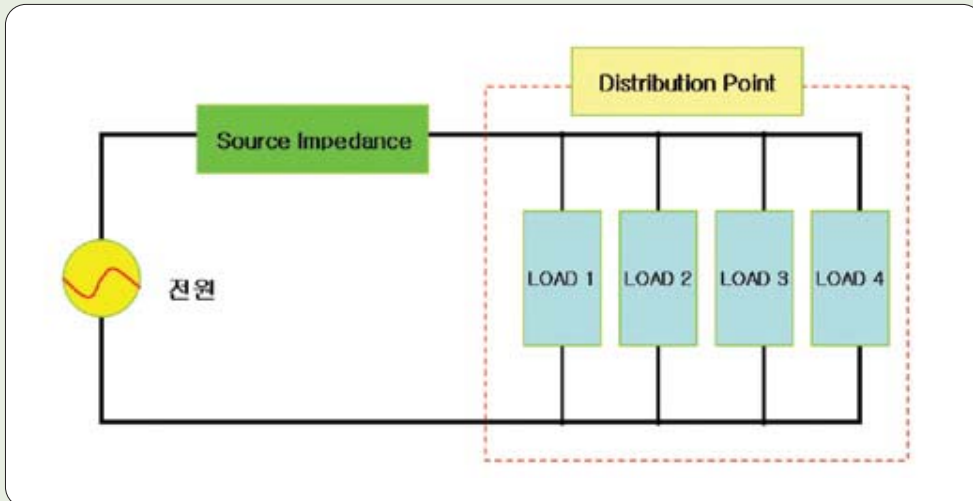 Distribution Point
Source Impedance
전원
LOAD 1
LOAD 2
LOAD 3
LOAD 4